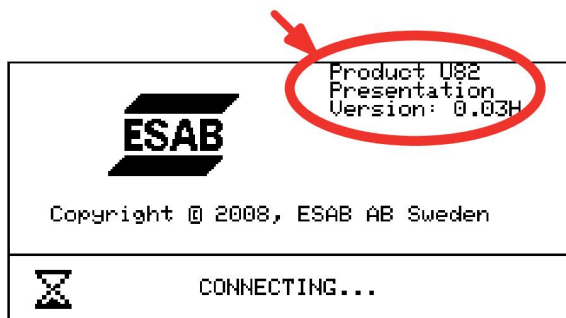 Product U82
Presentation
Version: 0.03H
ESAB
Copyright © 2008, ESAB AB Sweden
CONNECTING...